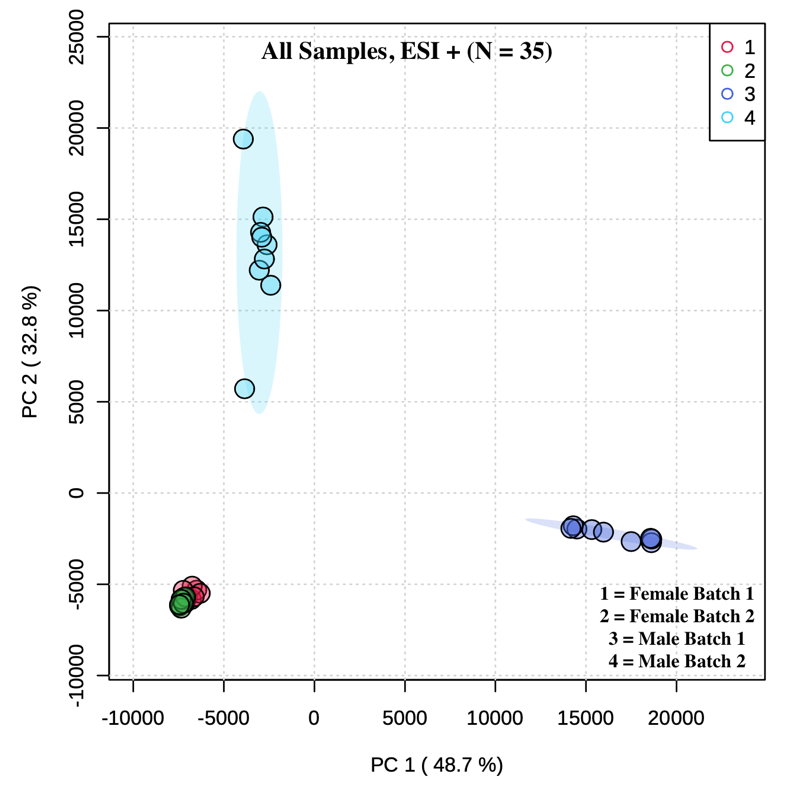 All Samples, ESI + (N = 35)
1
2
3
4
25000
20000
15000
10000
5000
0
-5000
-10000
PC 2 ( 32.8 %)
1 = Female Batch 1
2 = Female Batch 2
3 = Male Batch 1
4 = Male Batch 2
-10000 -5000 0 5000 10000 15000 20000
PC 1 ( 48.7 %)